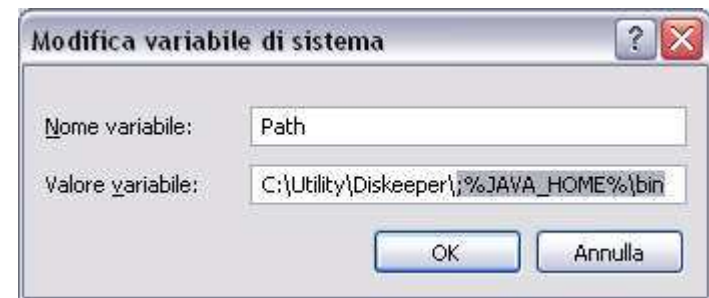 Modifica variabile di sistema
Nome variabile: Path
Valore variabile: C:\Utility\Diskeeper\;%JAVA_HOME%\bin
OK Annulla